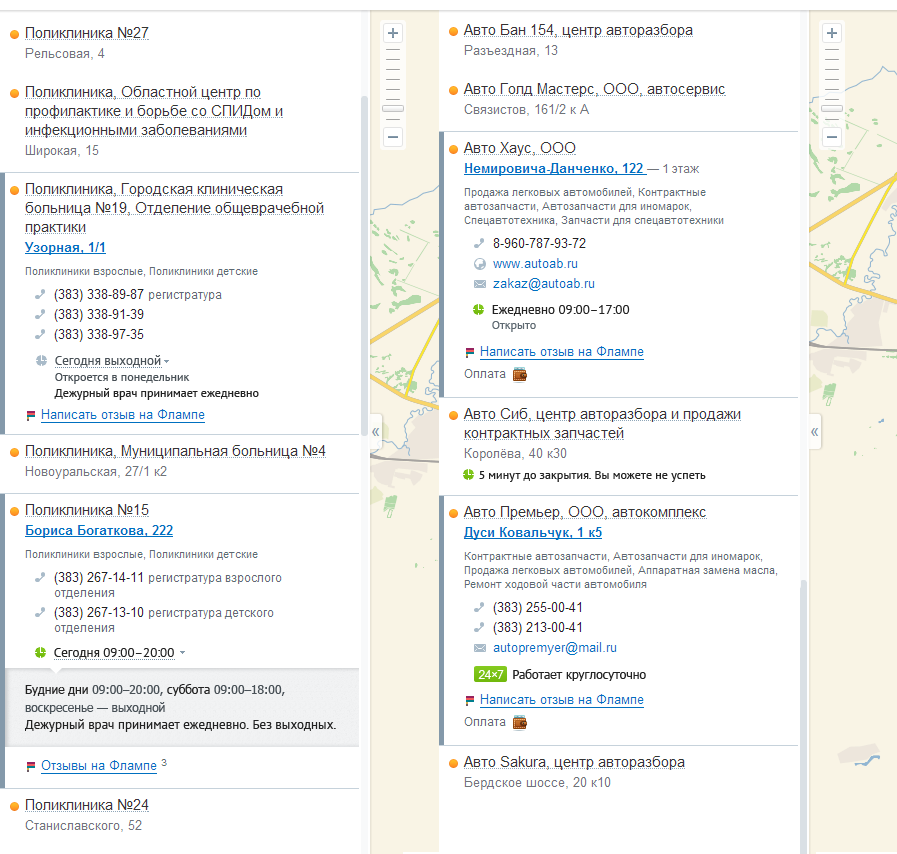 Поликлиника №27
Рельсовая, 4
Поликлиника, Областной центр по
профилактике и борьбе со СПИДом и
инфекционными заболеваниями
Широкая, 15
Поликлиника, Городская клиническая
больница №19, Отделение общеврачебной
практики
Узорная, 1/1
Поликлиники взрослые, Поликлиники детские
(383) 338-89-87 регистратура
(383) 338-91-39
(383) 338-97-35
Сегодня выходной
Откроется в понедельник
Дежурный врач принимает ежедневно
Написать отзыв на Флампе
Поликлиника, Муниципальная больница №4
Новоуральская, 27/1 к2
Поликлиника №15
Бориса Богаткова, 222
Поликлиники взрослые, Поликлиники детские
(383) 267-14-11 регистратура взрослого
отделения
(383) 267-13-10 регистратура детского
отделения
Сегодня 09:00–20:00
Будние дни 09:00–20:00, суббота 09:00–18:00,
воскресенье — выходной
Дежурный врач принимает ежедневно. Без выходных.
Отзывы на Флампе 3
Поликлиника №24
Станиславского, 52
+
−
«
Авто Бан 154, центр авторазбора
Разъездная, 13
Авто Голд Мастерс, ООО, автосервис
Связистов, 161/2 к А
Авто Хаус, ООО
Немировича-Данченко, 122 — 1 этаж
Продажа легковых автомобилей, Контрактные
автозапчасти, Автозапчасти для иномарок,
Спецавтотехника, Запчасти для спецавтотехники
8-960-787-93-72
www.autoab.ru
zakaz@autoab.ru
Ежедневно 09:00–17:00
Открыто
Написать отзыв на Флампе
Оплата
Авто Сиб, центр авторазбора и продажи
контрактных запчастей
Королёва, 40 к30
5 минут до закрытия. Вы можете не успеть
Авто Премьер, ООО, автокомплекс
Дуси Ковальчук, 1 к5
Контрактные автозапчасти, Автозапчасти для иномарок,
Продажа легковых автомобилей, Аппаратная замена масла,
Ремонт ходовой части автомобиля
(383) 255-00-41
(383) 213-00-41
autopremyer@mail.ru
24×7 Работает круглосуточно
Написать отзыв на Флампе
Оплата
Авто Sakura, центр авторазбора
Бердское шоссе, 20 к10
+
−
«